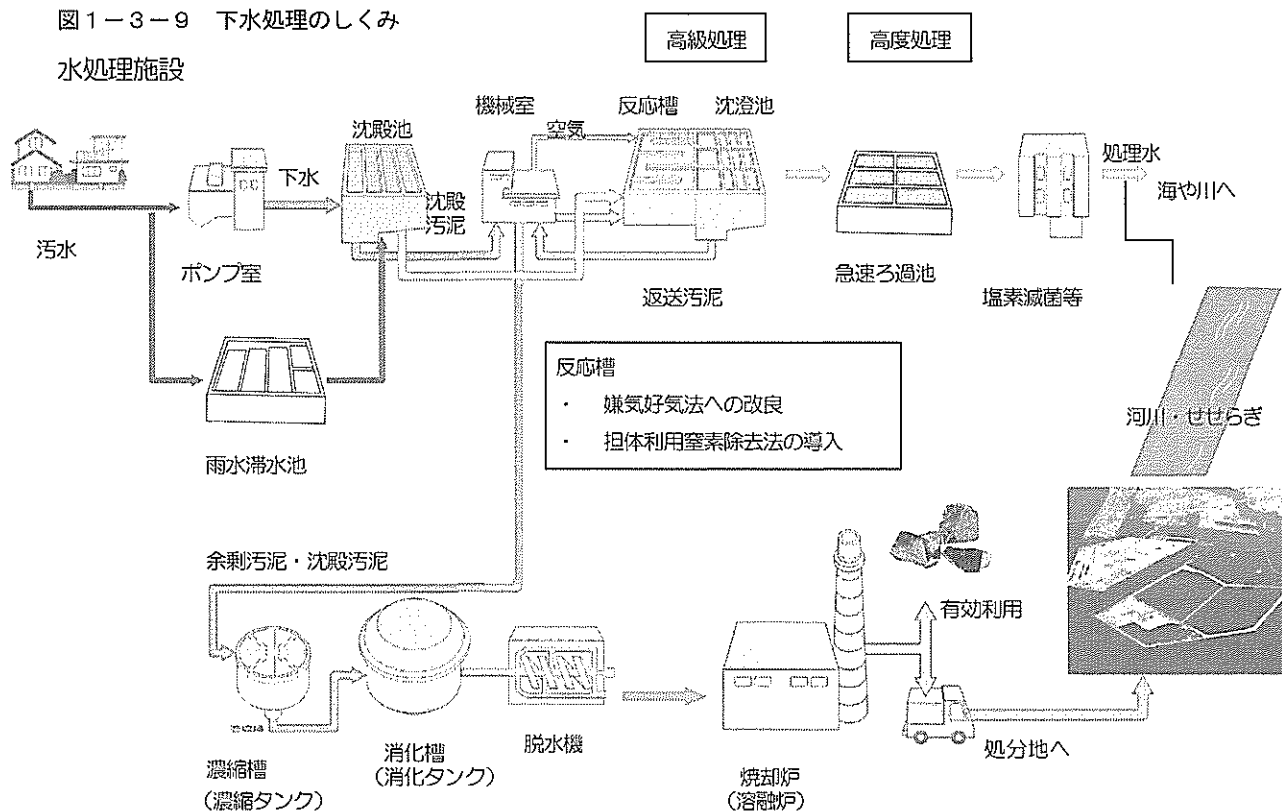 図1-3-9 下水処理のしくみ
水処理施設
高級処理
高度処理
機械室
反応槽
沈澄池
沈殿池
空気
下水
沈殿
汚泥
処理水
海や川へ
汚水
ポンプ室
急速ろ過池
塩素滅菌等
返送汚泥
反応槽
・ 嫌気好気法への改良
・ 担体利用窒素除去法の導入
雨水滞水池
河川・せせらぎ
余剰汚泥・沈殿汚泥
有効利用
脱水機
処分地へ
消化槽
(消化タンク)
濃縮槽
(濃縮タンク)
焼却炉
(溶融炉)